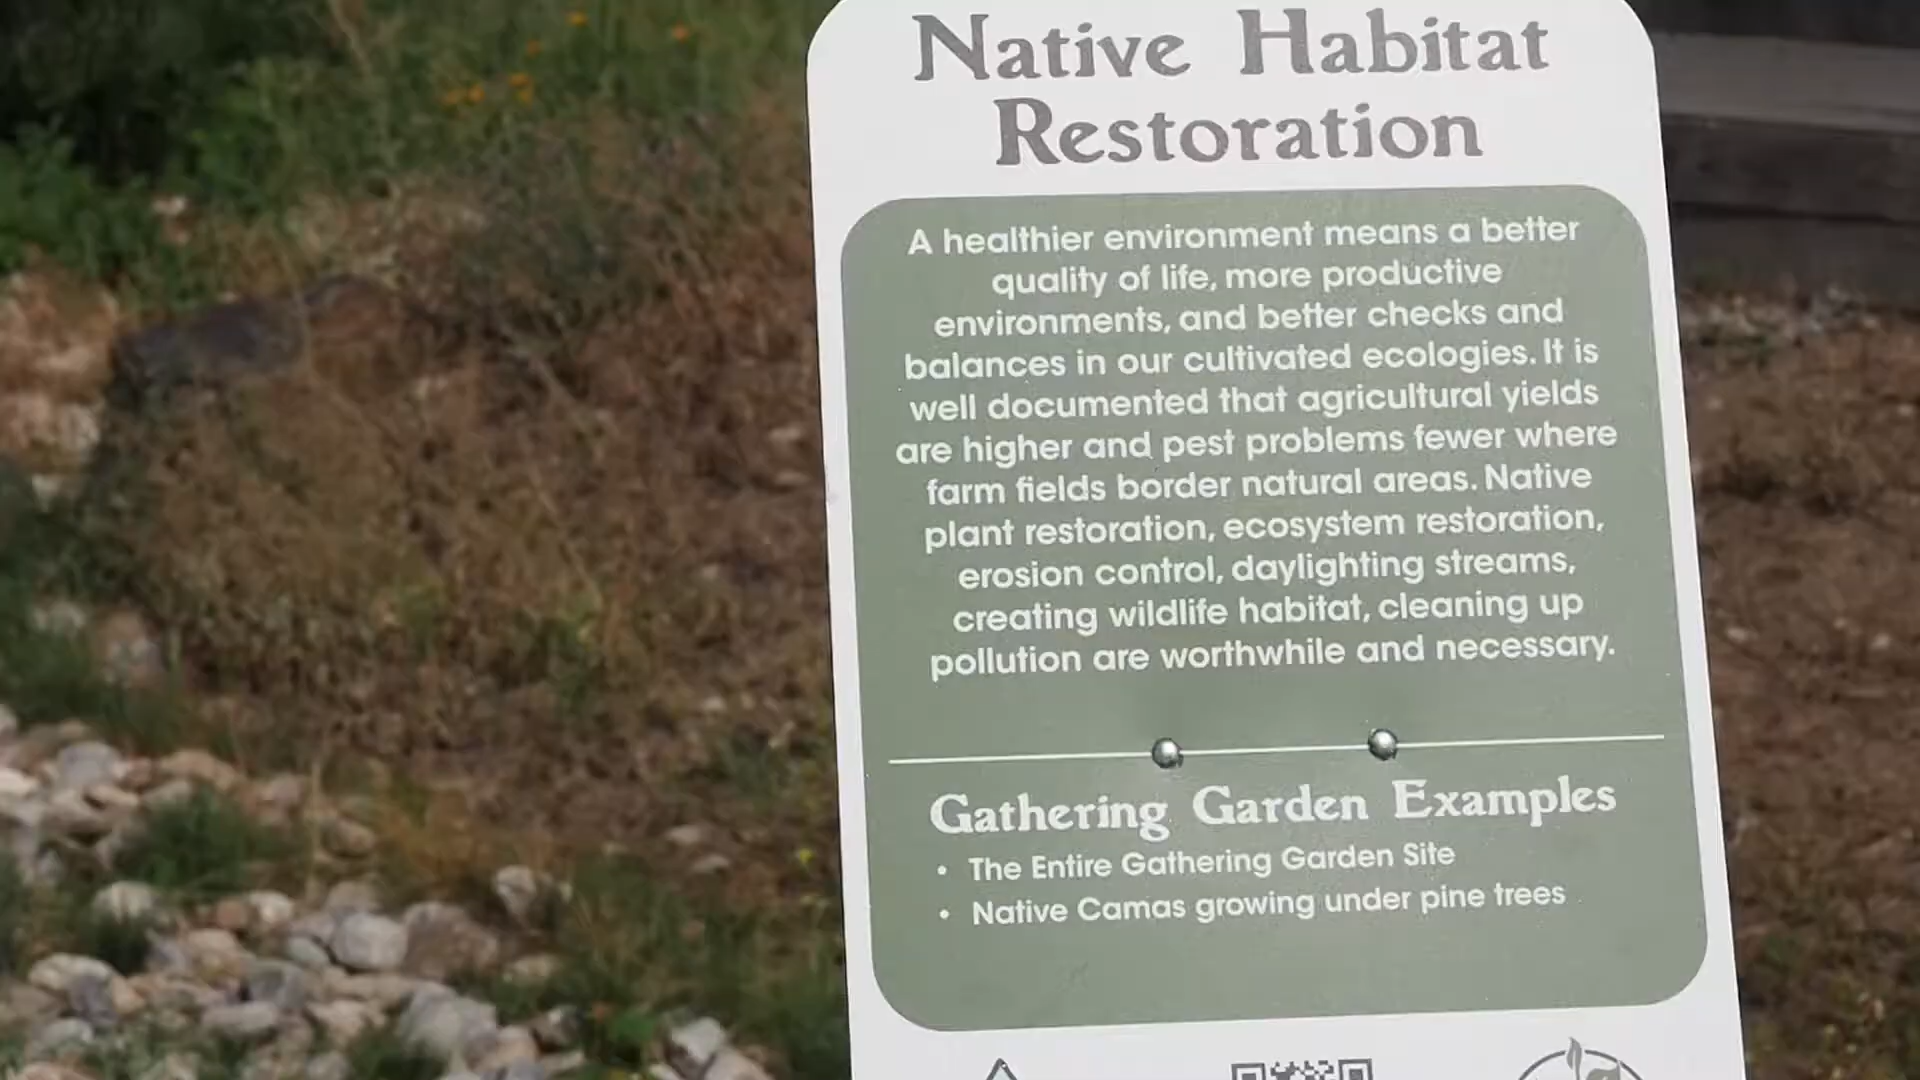 Native Habitat
Restoration
A healthier environment means a better
quality of life, more productive
environments, and better checks and
balances in our cultivated ecologies. It is
well documented that agricultural yields
are higher and pest problems fewer where
farm fields border natural areas. Native
plant restoration, ecosystem restoration,
erosion control, daylighting streams,
creating wildlife habitat, cleaning up
pollution are worthwhile and necessary.
Gathering Garden Examples
• The Entire Gathering Garden Site
• Native Camas growing under pine trees